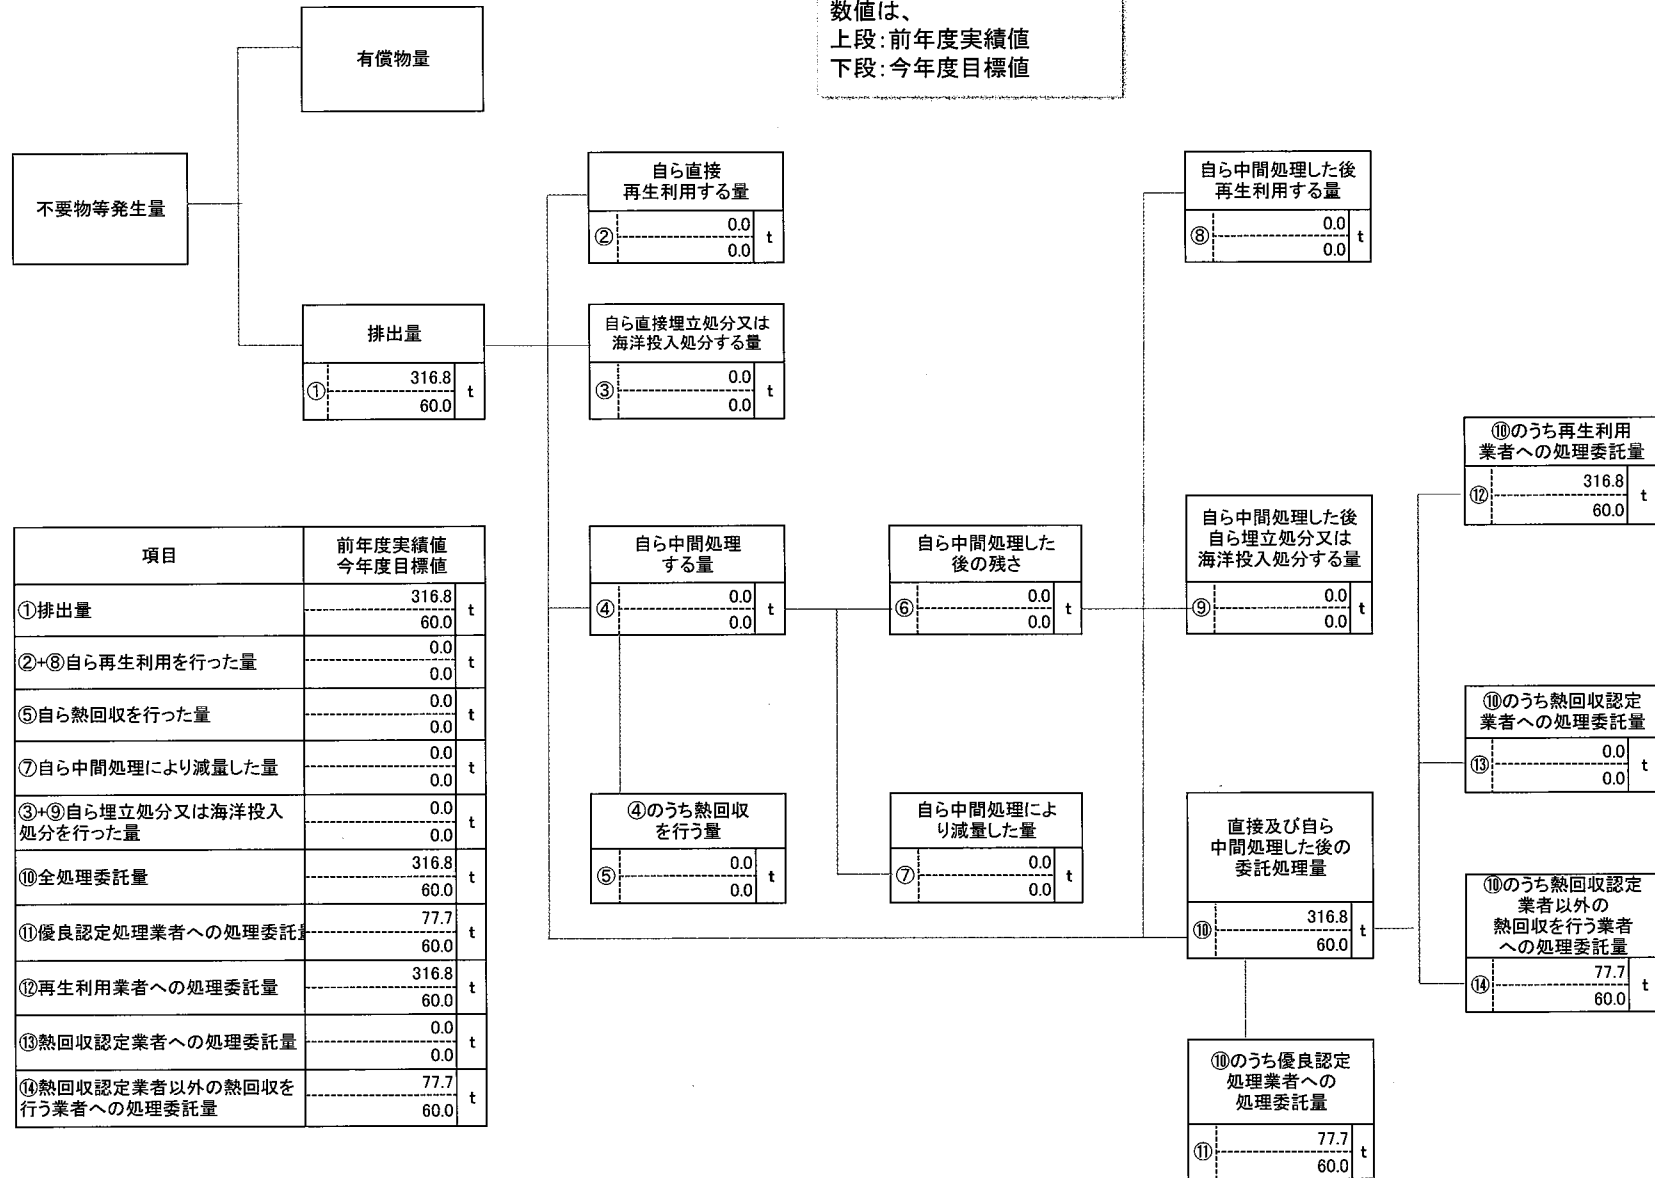 数値は、
上段：前年度実績値
下段：今年度目標値
有償物量
不要物等発生量
排出量
①
316.8
60.0
t
自ら直接
再生利用する量
②
0.0
0.0
t
自ら直接埋立処分又は
海洋投入処分する量
③
0.0
0.0
t
自ら中間処理した後
再生利用する量
⑧
0.0
0.0
t
自ら中間処理
する量
④
0.0
0.0
t
自ら中間処理した
後の残さ
⑥
0.0
0.0
t
自ら中間処理した後
自ら埋立処分又は
海洋投入処分する量
⑨
0.0
0.0
t
④のうち熱回収
を行う量
⑤
0.0
0.0
t
自ら中間処理によ
り減量した量
⑦
0.0
0.0
t
直接及び自ら
中間処理した後の
委託処理量
⑩
316.8
60.0
t
⑩のうち優良認定
処理業者への
処理委託量
⑪
77.7
60.0
t
⑩のうち再生利用
業者への処理委託量
⑫
316.8
60.0
t
⑩のうち熱回収認定
業者への処理委託量
⑬
0.0
0.0
t
⑩のうち熱回収認定
業者以外の
熱回収を行う業者
への処理委託量
⑭
77.7
60.0
t
項目
前年度実績値
今年度目標値
①排出量
316.8
60.0
t
②+⑧自ら再生利用を行った量
0.0
0.0
t
⑤自ら熱回収を行った量
0.0
0.0
t
⑦自ら中間処理により減量した量
0.0
0.0
t
③+⑨自ら埋立処分又は海洋投入
処分を行った量
0.0
0.0
t
⑩全処理委託量
316.8
60.0
t
⑪優良認定処理業者への処理委託
77.7
60.0
t
⑫再生利用業者への処理委託量
316.8
60.0
t
⑬熱回収認定業者への処理委託量
0.0
0.0
t
⑭熱回収認定業者以外の熱回収を
行う業者への処理委託量
77.7
60.0
t